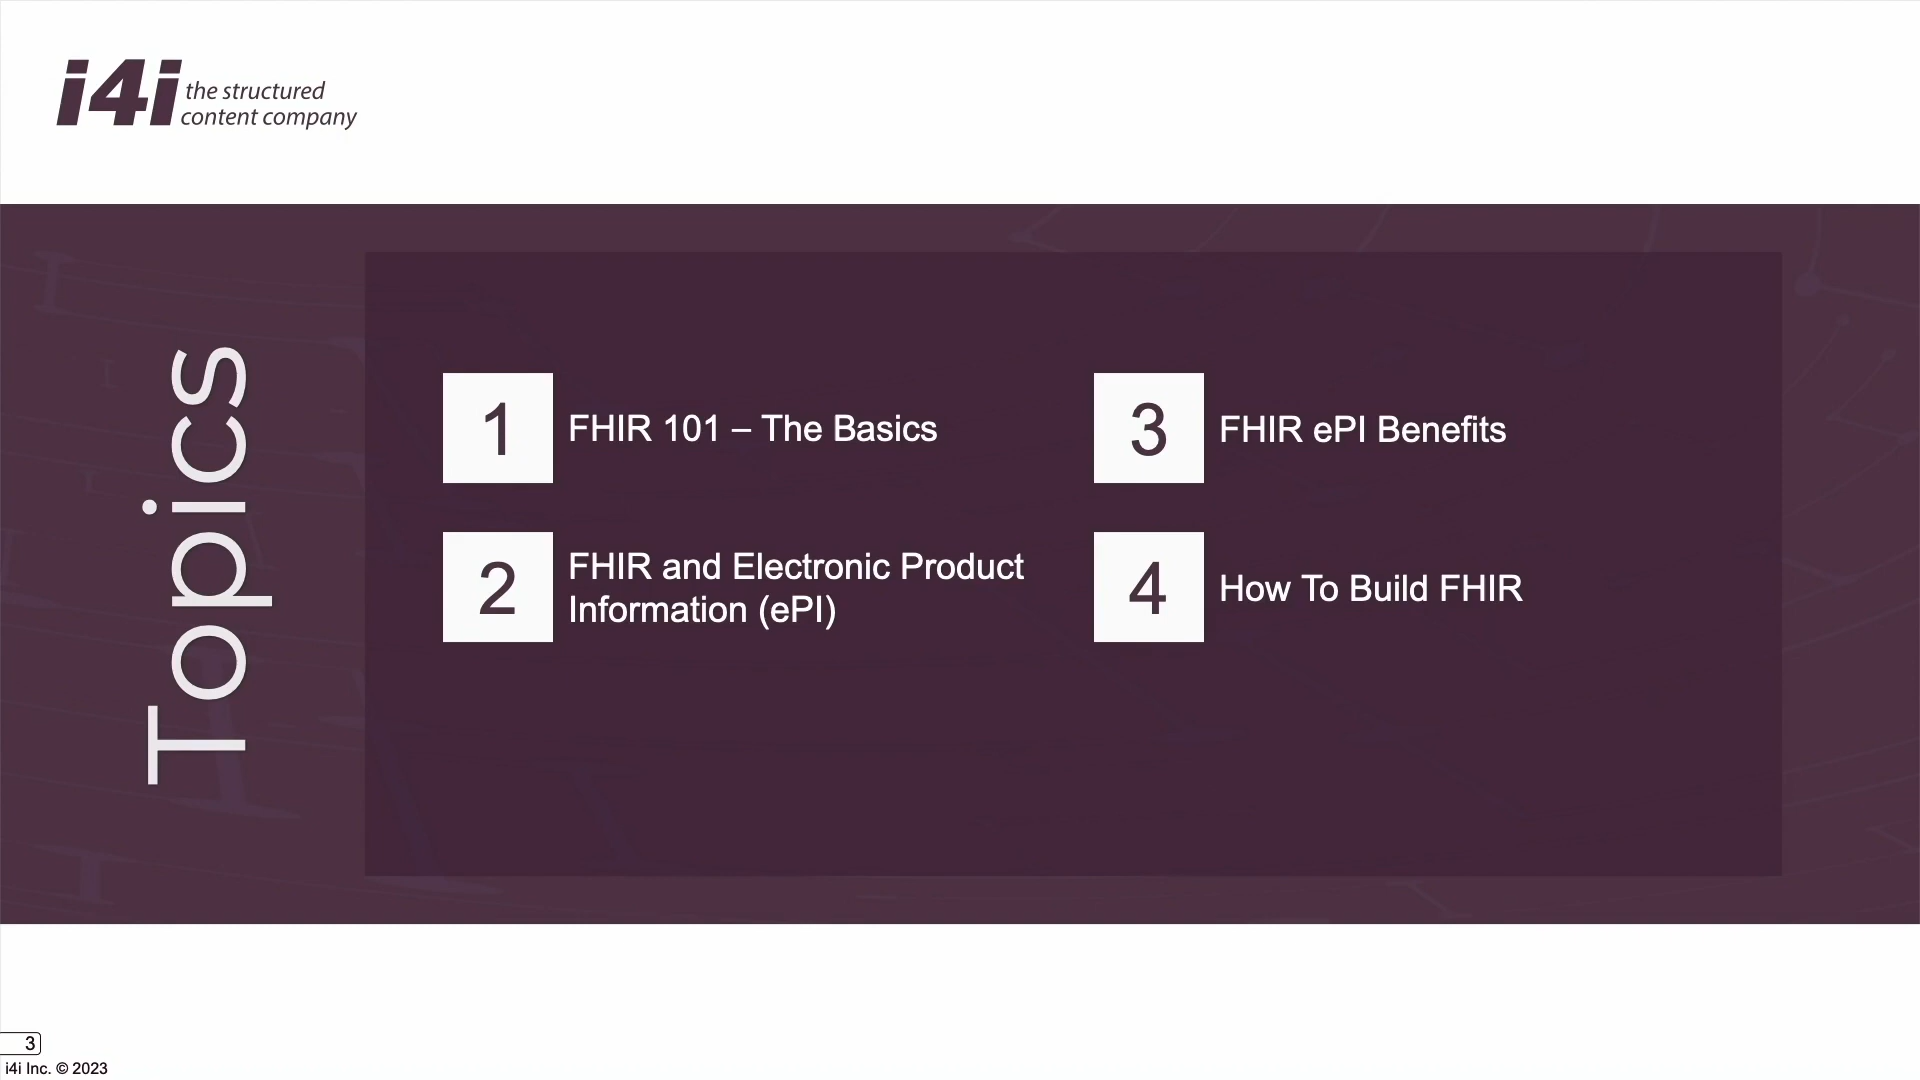 i4i the structured
content company
Topics
1 FHIR 101 – The Basics
2 FHIR and Electronic Product
Information (ePI)
3 FHIR ePI Benefits
4 How To Build FHIR
3
i4i Inc. © 2023